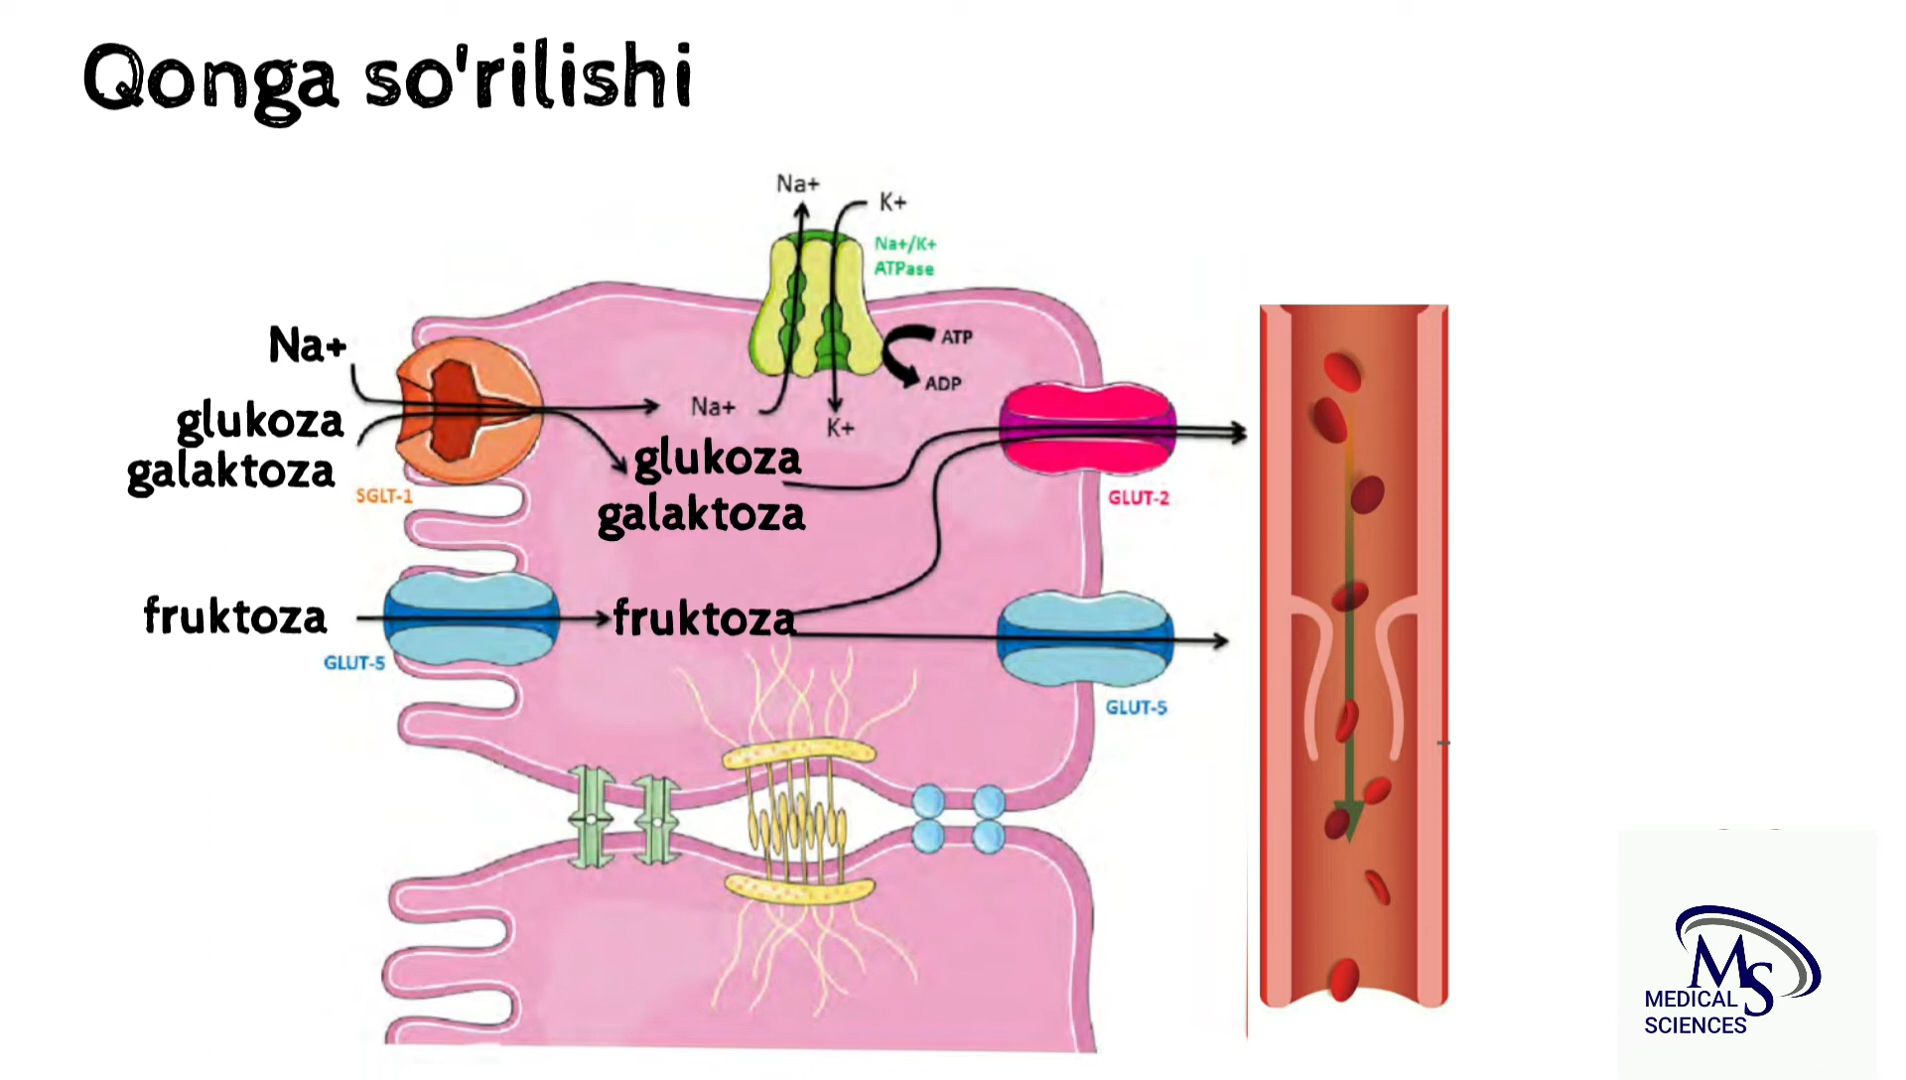 Qonga so'rilishi
Na+
K+
Na+/K+
ATPase
ATP
ADP
Na+
glukoza
galaktoza
SGLT-1
Na+
K+
glukoza
galaktoza
GLUT-2
fruktoza
fruktoza
GLUT-5
GLUT-5
MS
MEDICAL
SCIENCES